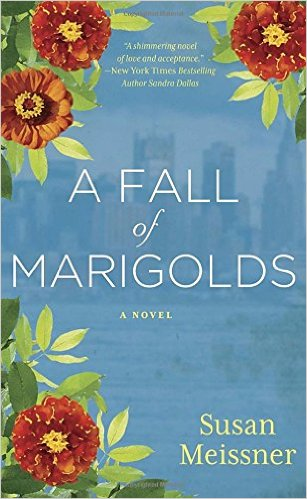 "A shimmering novel
of love and acceptance."
—New York Times Bestselling
Author Sandra Dallas
A FALL
of
MARIGOLDS
A NOVEL
Susan
Meissner